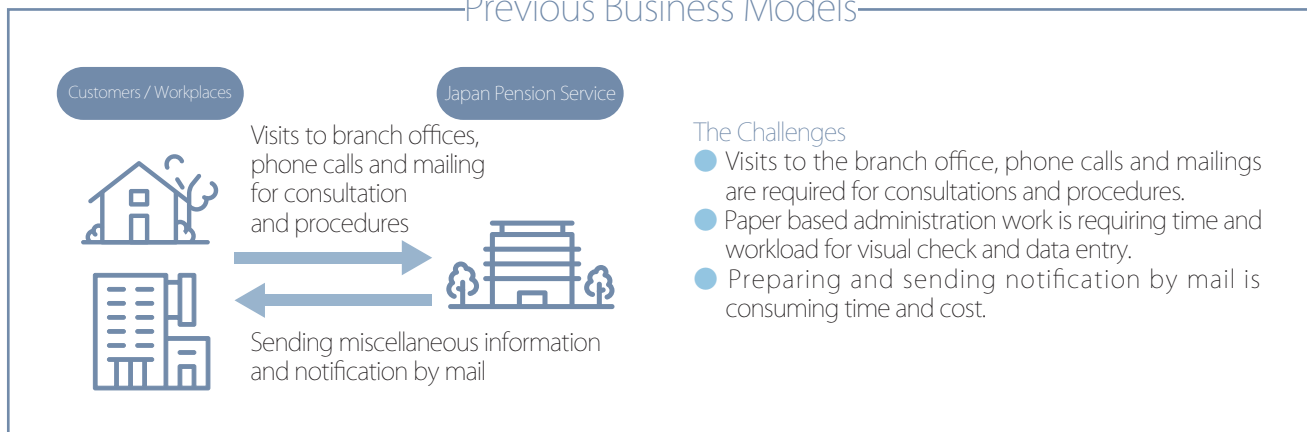 Previous Business Models
Customers / Workplaces
Japan Pension Service
Visits to branch offices,
phone calls and mailing
for consultation
and procedures
Sending miscellaneous information
and notification by mail
The Challenges
Visits to the branch office, phone calls and mailings
are required for consultations and procedures.
Paper based administration work is requiring time and
workload for visual check and data entry.
Preparing and sending notification by mail is
consuming time and cost.